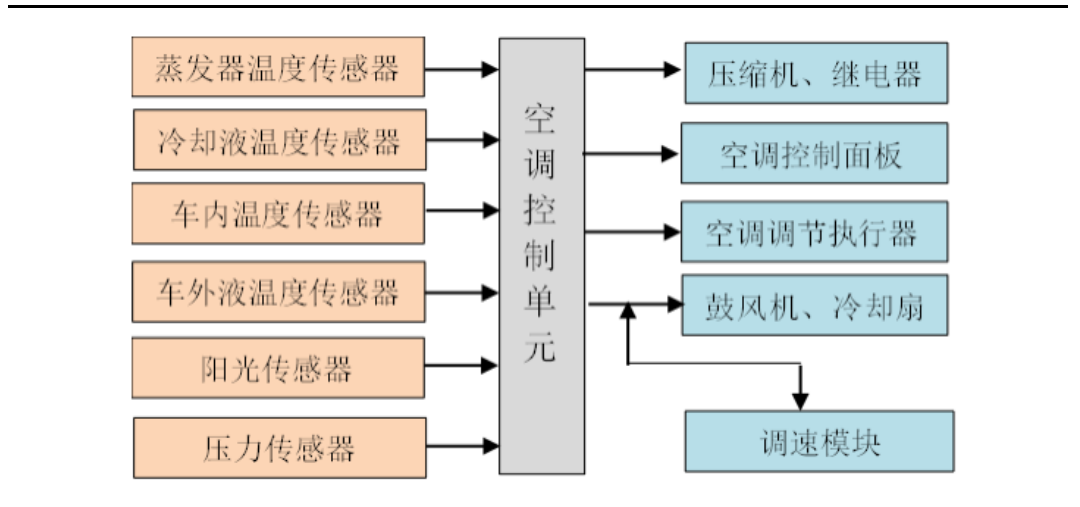 蒸发器温度传感器
冷却液温度传感器
车内温度传感器
车外液温度传感器
阳光传感器
压力传感器
空调控制单元
压缩机、继电器
空调控制面板
空调调节执行器
鼓风机、冷却扇
调速模块